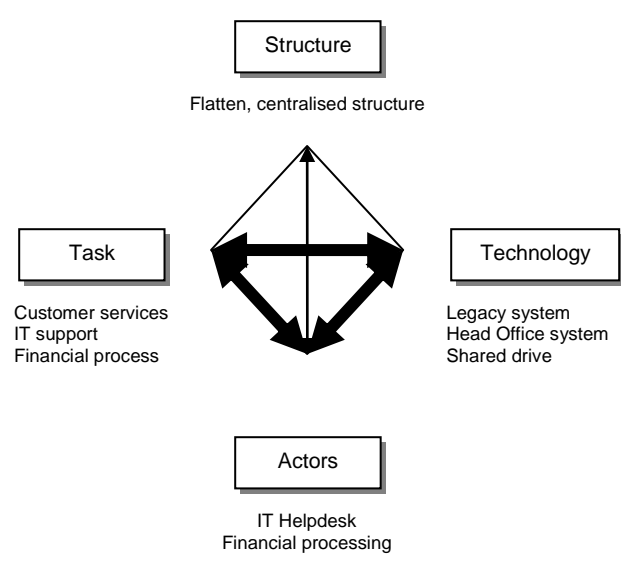 Structure
Flatten, centralised structure
Task
Technology
Customer services
IT support
Financial process
Legacy system
Head Office system
Shared drive
Actors
IT Helpdesk
Financial processing